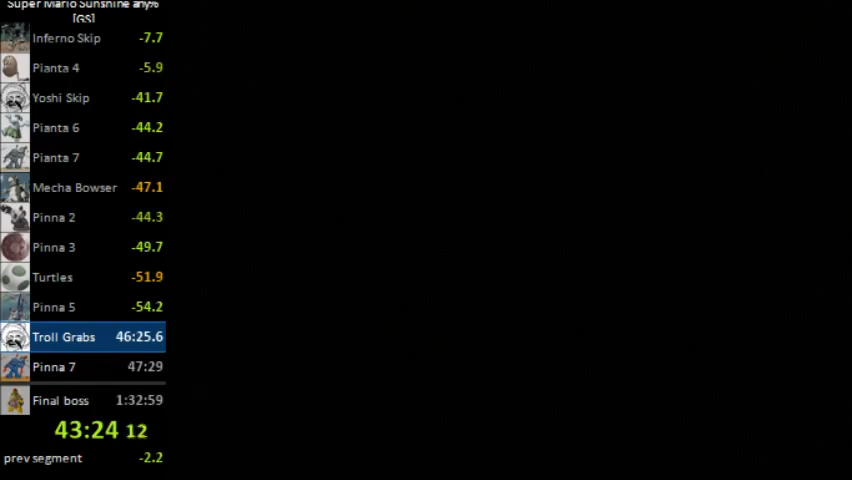 Super Mario Sunshine any%
[GS]
Inferno Skip -7.7
Pianta 4 -5.9
Yoshi Skip -41.7
Pianta 6 -44.2
Pianta 7 -44.7
Mecha Bowser -47.1
Pinna 2 -44.3
Pinna 3 -49.7
Turtles -51.9
Pinna 5 -54.2
Troll Grabs 46:25.6
Pinna 7 47:29
Final boss 1:32:59
43:24 12
prev segment -2.2